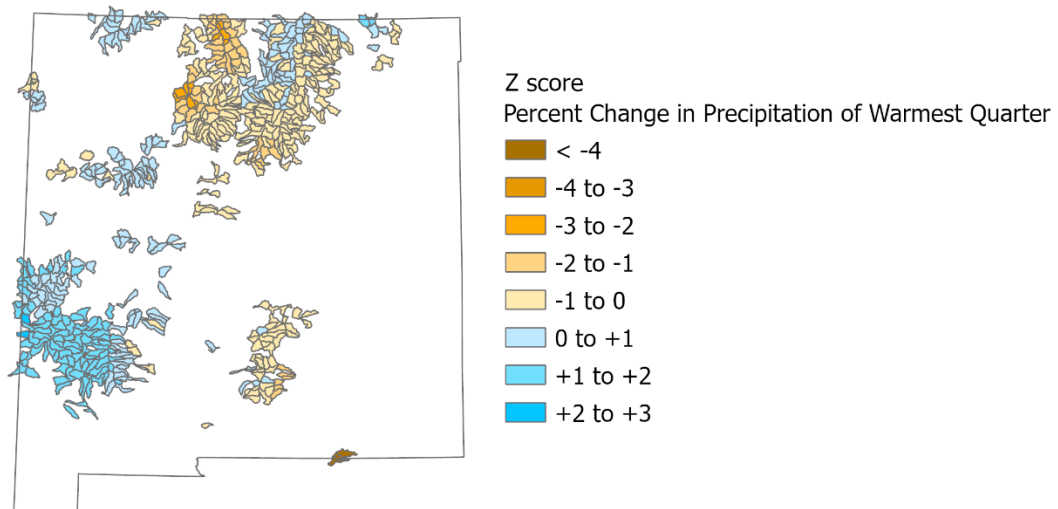 Z score
Percent Change in Precipitation of Warmest Quarter
< -4
-4 to -3
-3 to -2
-2 to -1
-1 to 0
0 to +1
+1 to +2
+2 to +3